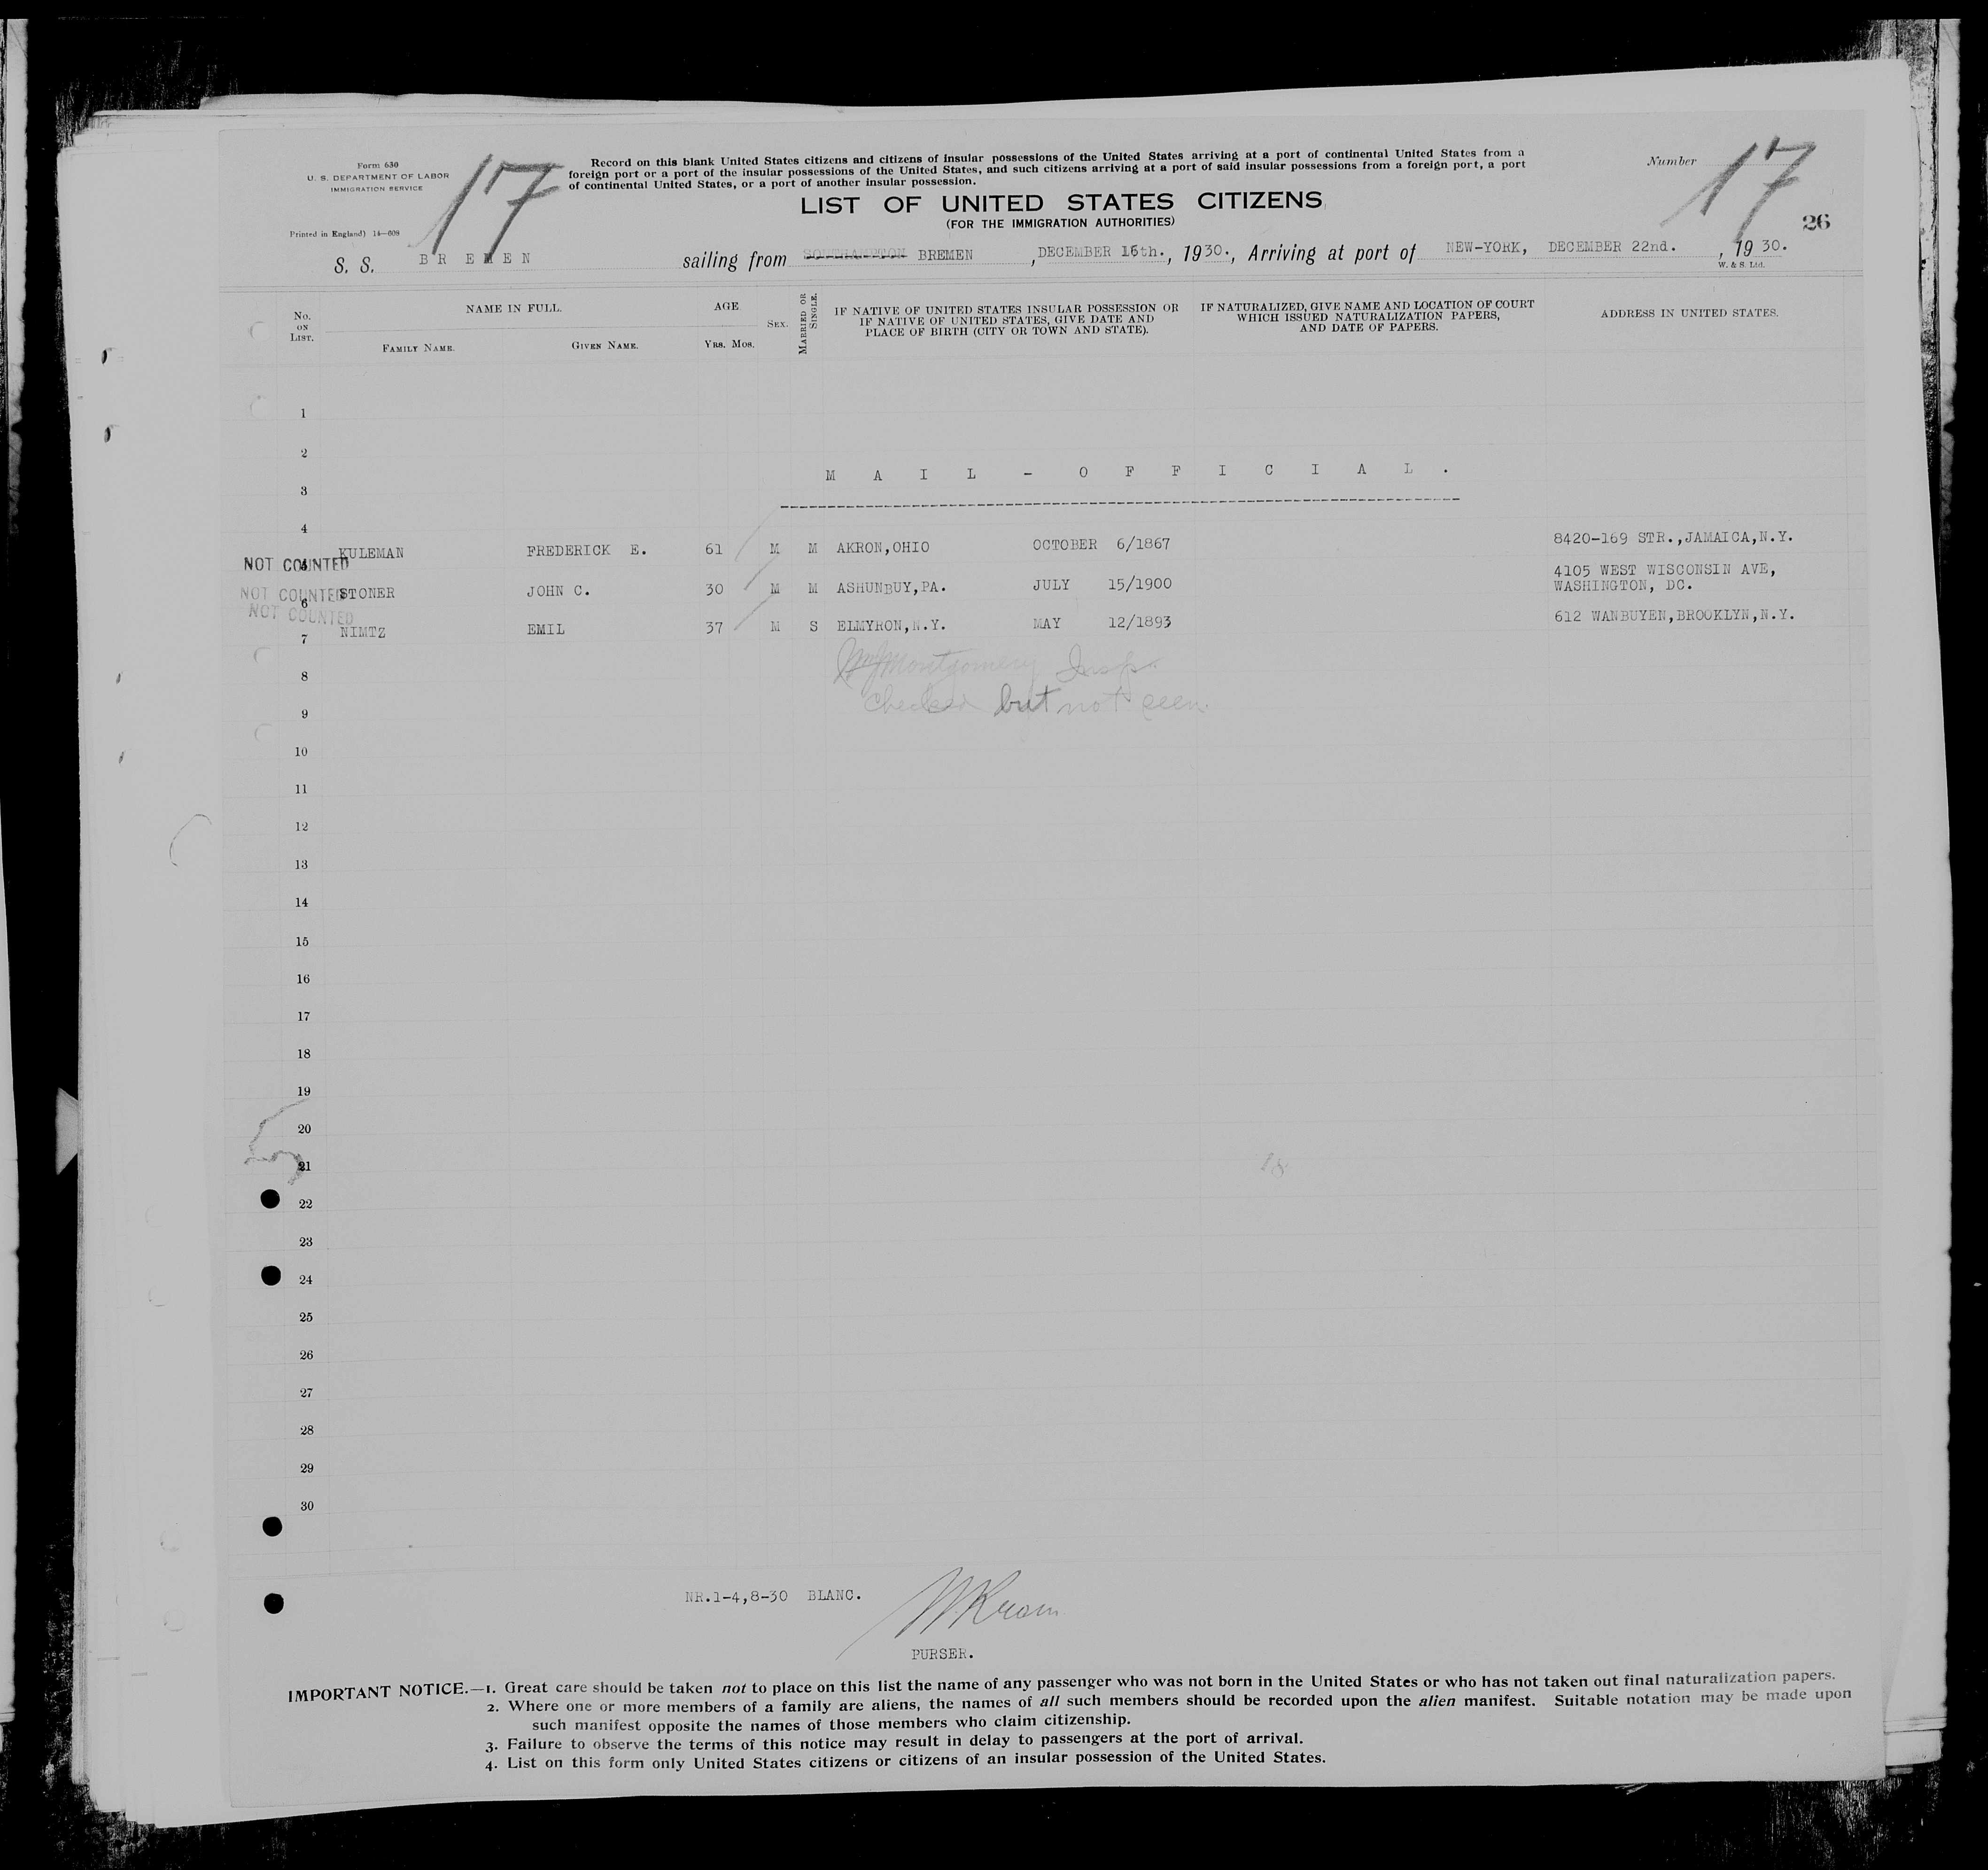 Form 630
U. S. DEPARTMENT OF LABOR
IMMIGRATION SERVICE
Printed in England) 14—608
17
Record on this blank United States citizens and citizens of insular possessions of the United States arriving at a port of continental United States from a
foreign port or a port of the insular possessions of the United States, and such citizens arriving at a port of said insular possessions from a foreign port, a port
of continental United States, or a port of another insular possession.
Number 17
LIST OF UNITED STATES CITIZENS
(FOR THE IMMIGRATION AUTHORITIES)
26
S. S. BREMEN sailing from SOUTHAMPTON BREMEN, DECEMBER 16th., 1930., Arriving at port of NEW-YORK, DECEMBER 22nd., 1930.
W. & S. Ltd.
No. ON LIST.
NAME IN FULL.
FAMILY NAME. GIVEN NAME.
AGE
YRS. MOS.
SEX.
MARRIED OR SINGLE.
IF NATIVE OF UNITED STATES INSULAR POSSESSION OR
IF NATIVE OF UNITED STATES, GIVE DATE AND
PLACE OF BIRTH (CITY OR TOWN AND STATE).
IF NATURALIZED, GIVE NAME AND LOCATION OF COURT
WHICH ISSUED NATURALIZATION PAPERS,
AND DATE OF PAPERS.
ADDRESS IN UNITED STATES.
1
2
MAIL-OFFICIAL.
3
4
NOT COUNTED KULEMAN FREDERICK E. 61 M M AKRON,OHIO OCTOBER 6/1867 8420-169 STR.,JAMAICA,N.Y.
NOT COUNTED 6 STONER JOHN C. 30 M M ASHUNBUY,PA. JULY 15/1900 4105 WEST WISCONSIN AVE,
WASHINGTON, DC.
NOT COUNTED
7 NIMTZ EMIL 37 M S ELMYRON,N.Y. MAY 12/1893 612 WANBUYEN,BROOKLYN,N.Y.
Montgomery Insp.
8
checked but not seen
9
10
11
12
13
14
15
16
17
18
19
20
21
18
22
23
24
25
26
27
28
29
30
NR.1-4,8-30 BLANC.
PURSER.
IMPORTANT NOTICE.—1. Great care should be taken not to place on this list the name of any passenger who was not born in the United States or who has not taken out final naturalization papers.
2. Where one or more members of a family are aliens, the names of all such members should be recorded upon the alien manifest. Suitable notation may be made upon
such manifest opposite the names of those members who claim citizenship.
3. Failure to observe the terms of this notice may result in delay to passengers at the port of arrival.
4. List on this form only United States citizens or citizens of an insular possession of the United States.